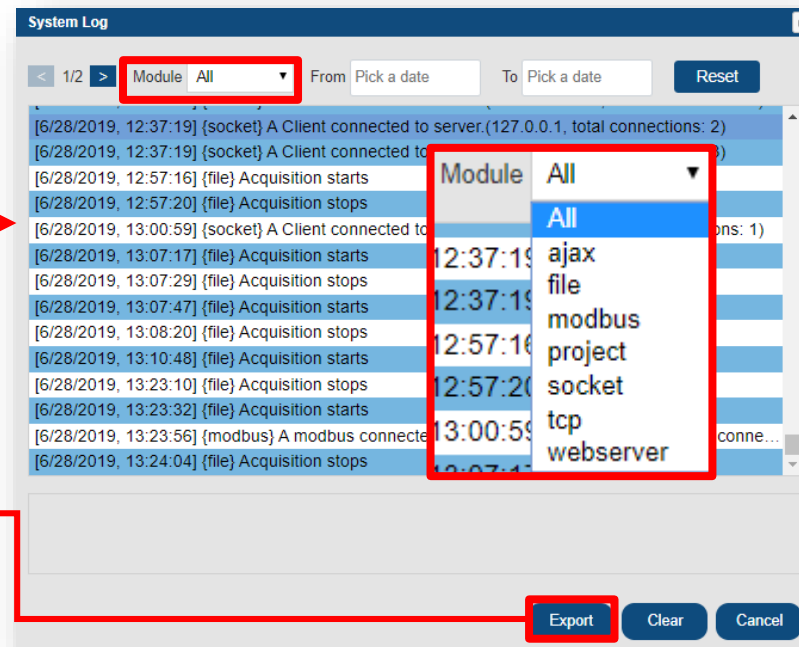 System Log
< 1/2 > Module All From Pick a date To Pick a date Reset
[6/28/2019, 12:37:19] {socket} A Client connected to server.(127.0.0.1, total connections: 2)
[6/28/2019, 12:37:19] {socket} A Client connected to 3)
[6/28/2019, 12:57:16] {file} Acquisition starts
[6/28/2019, 12:57:20] {file} Acquisition stops
[6/28/2019, 13:00:59] {socket} A Client connected to ons: 1)
[6/28/2019, 13:07:17] {file} Acquisition starts
[6/28/2019, 13:07:29] {file} Acquisition stops
[6/28/2019, 13:07:47] {file} Acquisition starts
[6/28/2019, 13:08:20] {file} Acquisition stops
[6/28/2019, 13:10:48] {file} Acquisition starts
[6/28/2019, 13:23:10] {file} Acquisition stops
[6/28/2019, 13:23:32] {file} Acquisition starts
[6/28/2019, 13:23:56] {modbus} A modbus connecte conne...
[6/28/2019, 13:24:04] {file} Acquisition stops
Module All
All
ajax
file
modbus
project
socket
tcp
webserver
12:37:19
12:37:19
12:57:16
12:57:20
13:00:59
13:07:17
Export Clear Cancel